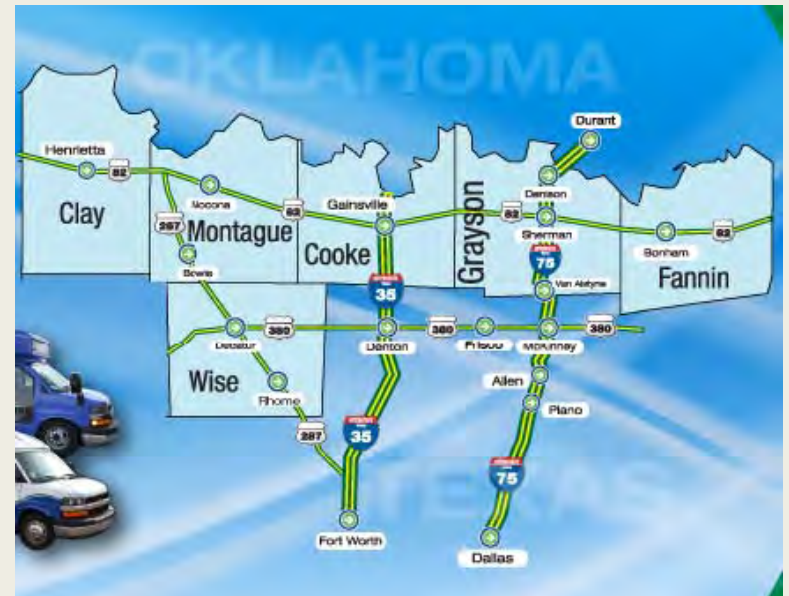 OKLAHOMA
Durant
Henrietta
82
Denison
Nocona
Gainsville
82
82
Clay
Grayson
Sherman
287
Montague
Bonham
82
Cooke
75
Fannin
Bowie
Van Alstyne
35
380
380
380
Decatur
Denton
Frisco
McKinney
Wise
Allen
Rhome
Plano
287
35
75
TEXAS
Fort Worth
Dallas